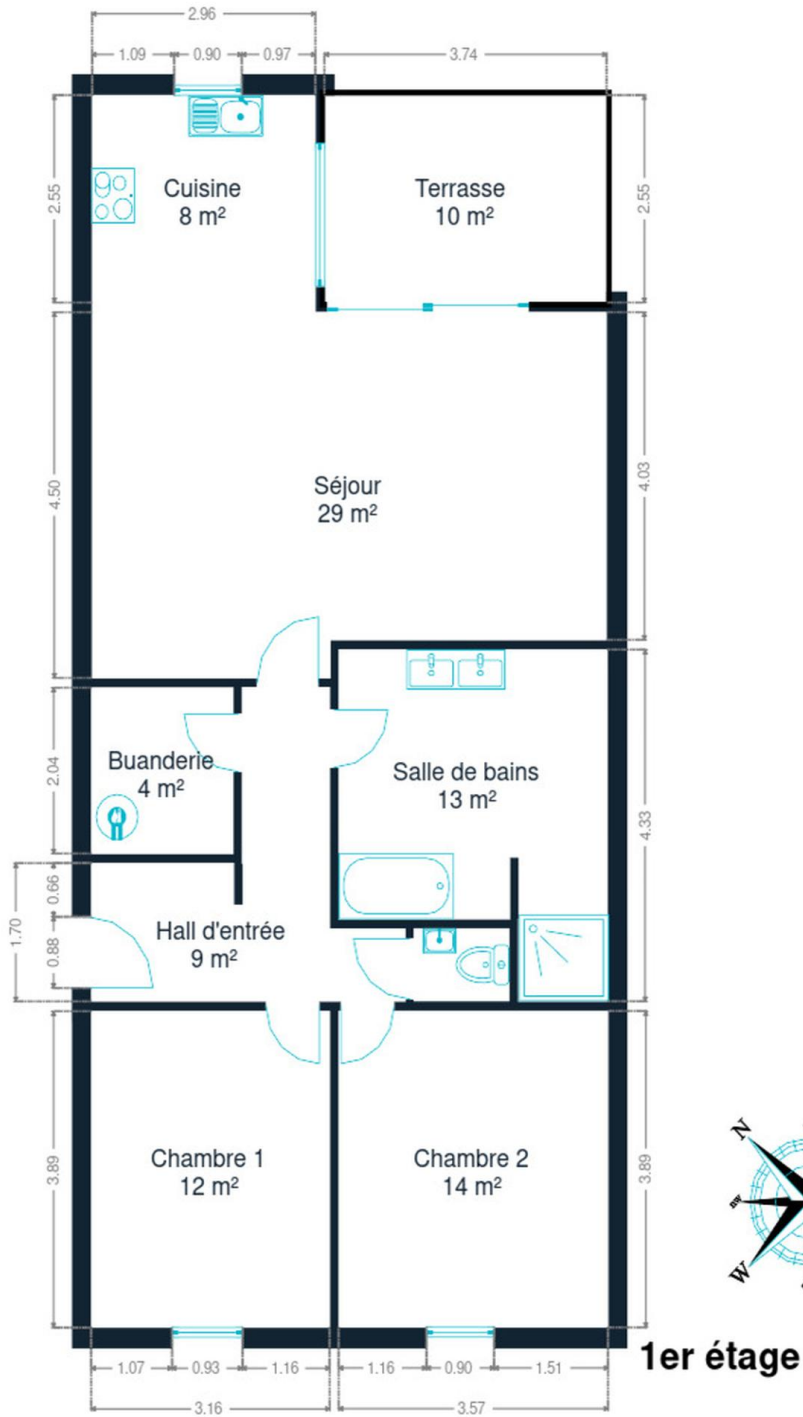 2.96
1.09
0.90
0.97
3.74
Cuisine
8 m²
Terrasse
10 m²
2.55
2.55
Séjour
29 m²
4.50
4.03
Buanderie
4 m²
2.04
Salle de bains
13 m²
4.33
0.66
1.70
0.88
Hall d'entrée
9 m²
Chambre 1
12 m²
Chambre 2
14 m²
3.89
3.89
N
nw
W
1er étage
1.07
0.93
1.16
1.16
0.90
1.51
3.16
3.57